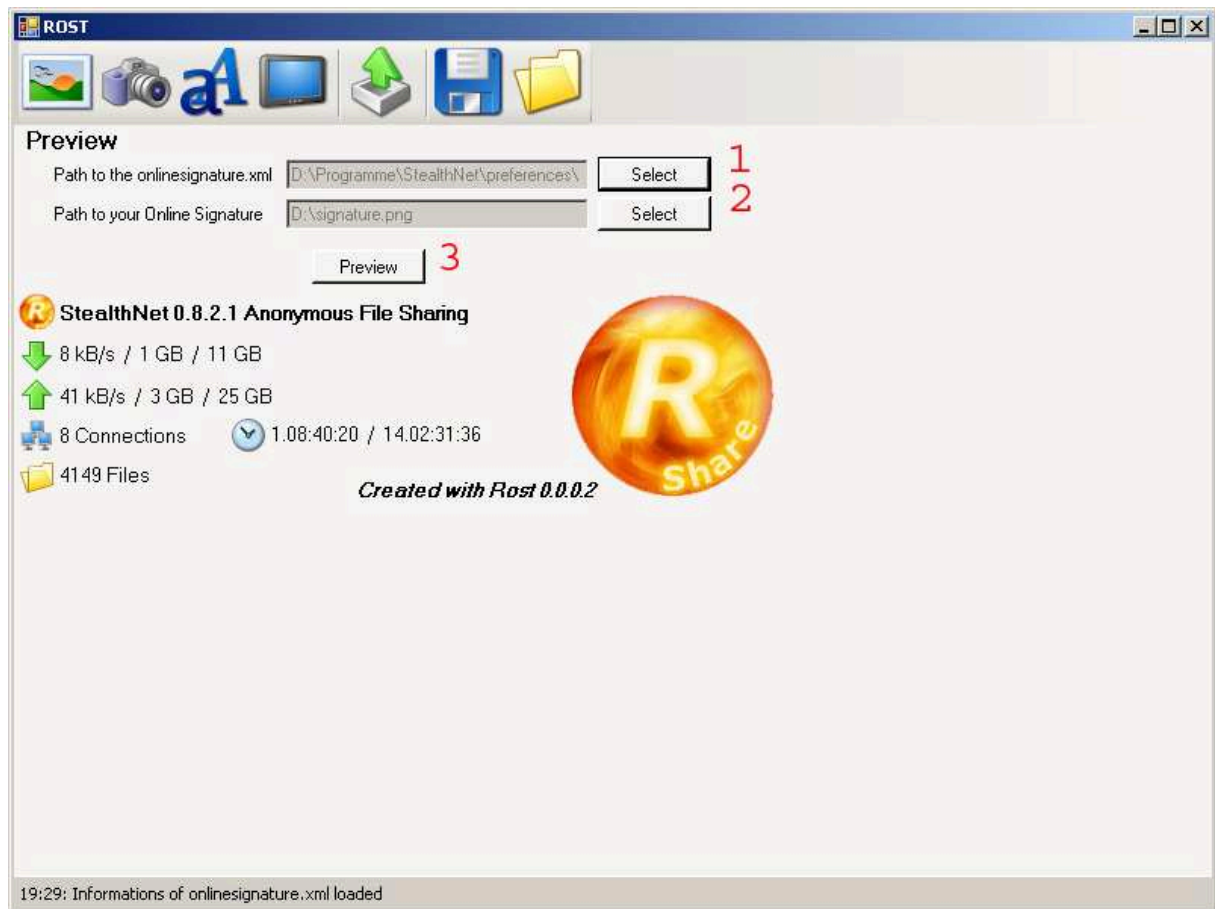 ROST
Preview
Path to the onlinesignature.xml D:\Programme\StealthNet\preferences\ Select 1
Path to your Online Signature D:\signature.png Select 2
Preview 3
StealthNet 0.8.2.1 Anonymous File Sharing
8 kB/s / 1 GB / 11 GB
41 kB/s / 3 GB / 25 GB
8 Connections 1.08:40:20 / 14.02:31:36
4149 Files
Created with Rost 0.0.0.2
R
Share
19:29: Informations of onlinesignature.xml loaded